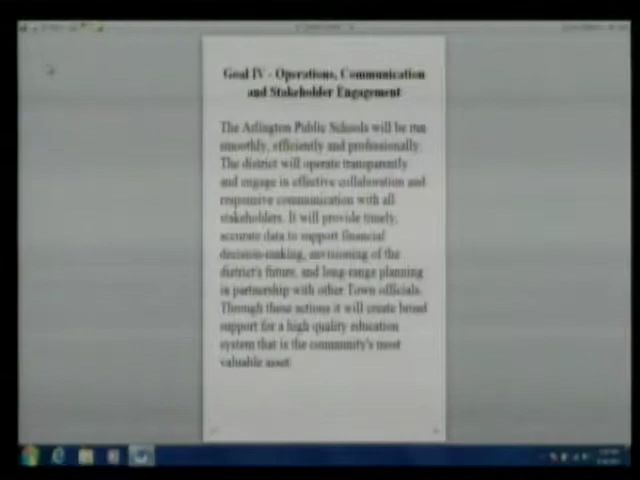 Goal IV - Operations, Communication
and Stakeholder Engagement
The Arlington Public Schools will be run
smoothly, efficiently and professionally.
The district will operate transparently
and engage in effective collaboration and
responsive communication with all
stakeholders. It will provide timely,
accurate data to support financial
decision-making, envisioning of the
district's future, and long-range planning
in partnership with other Town officials.
Through these actions it will create broad
support for a high quality education
system that is the community's most
valuable asset